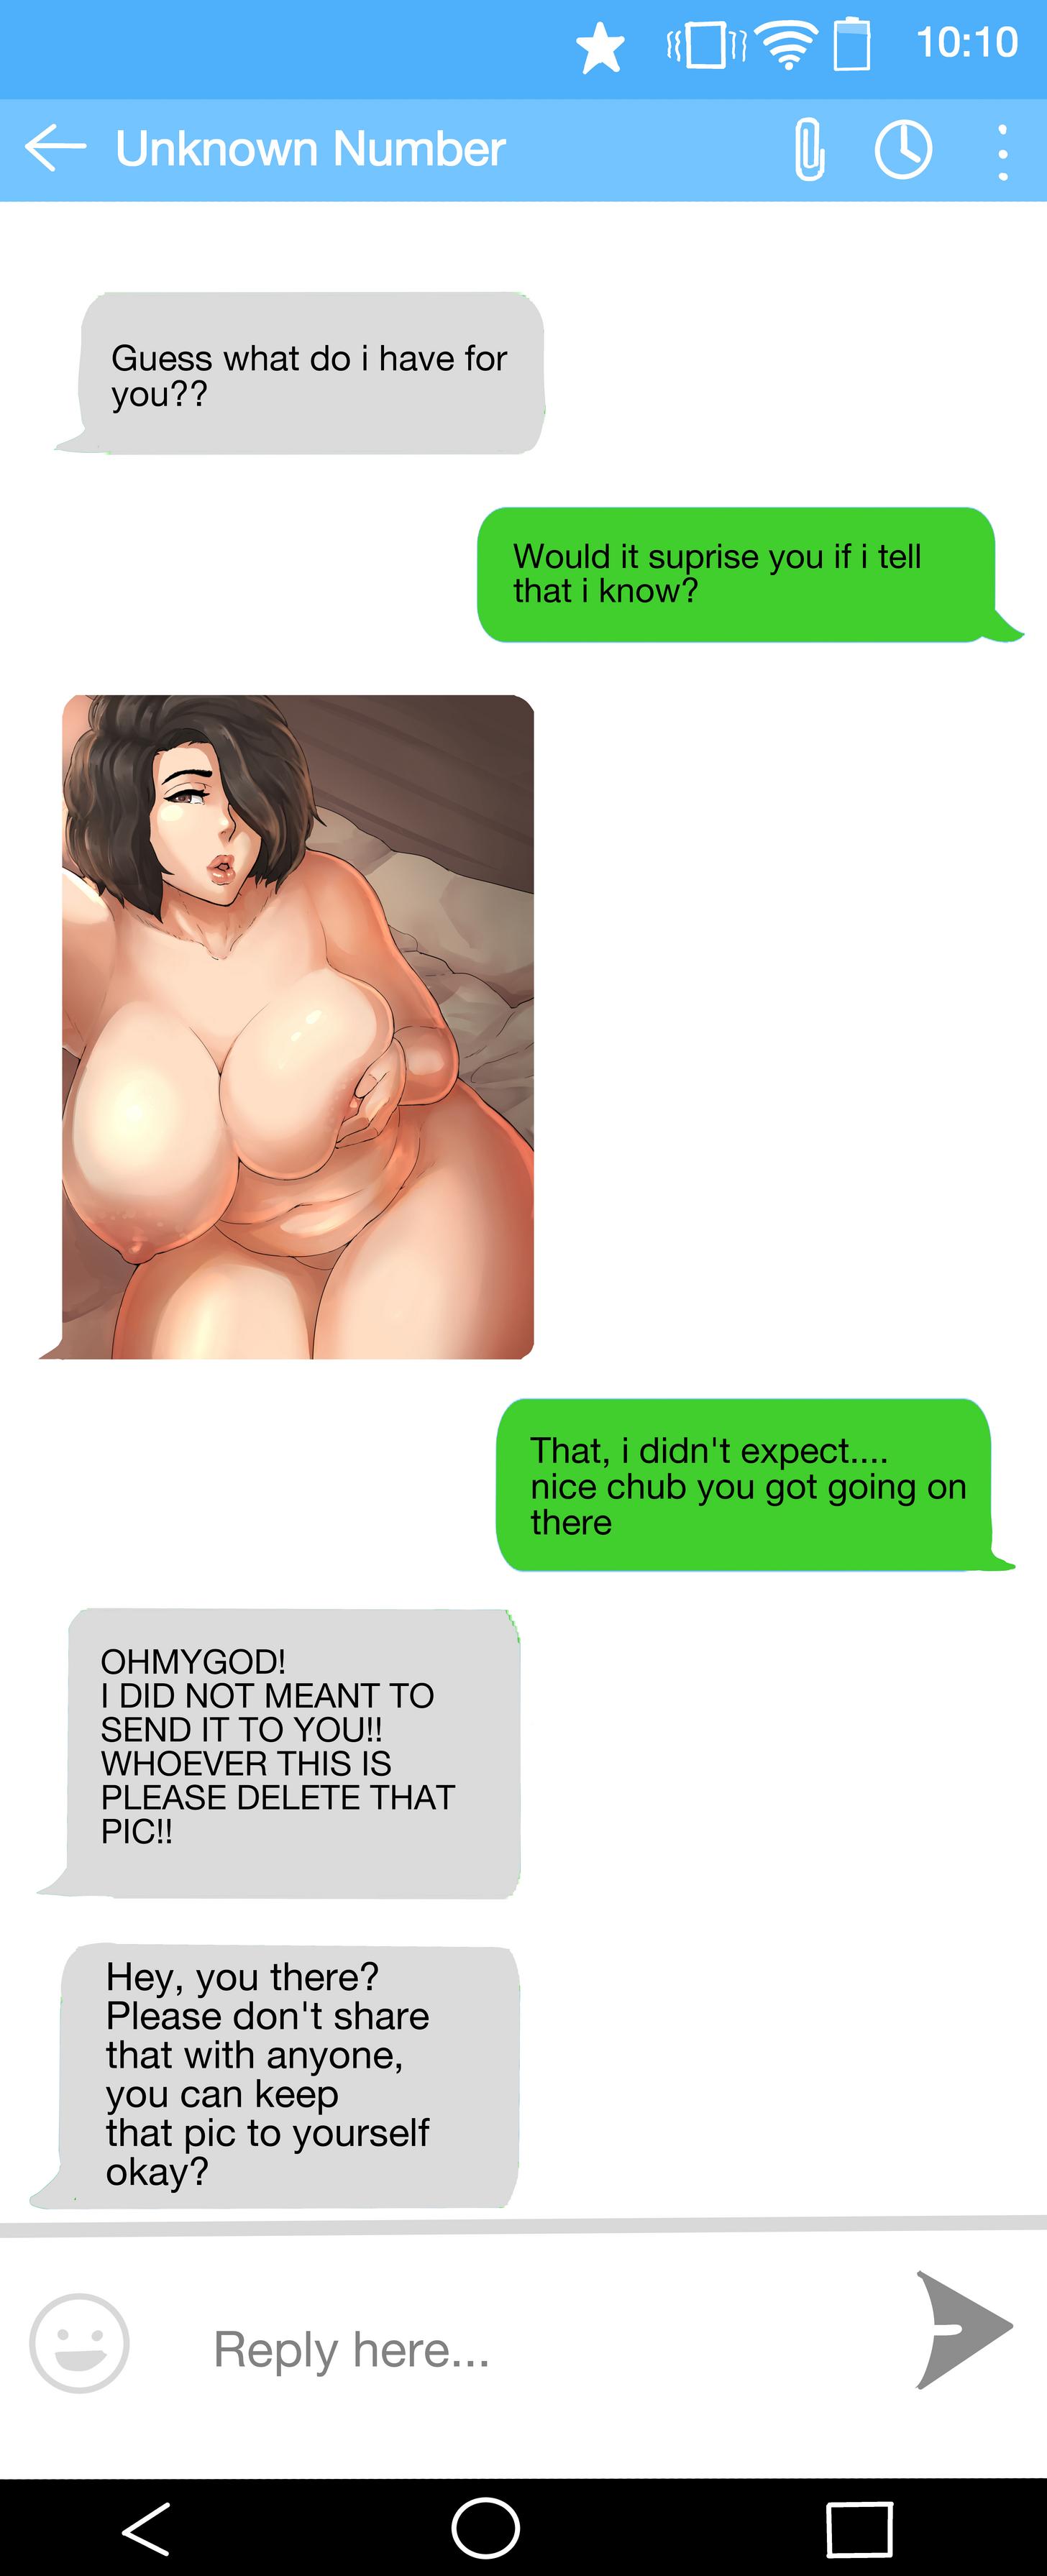 10:10
Unknown Number
Guess what do i have for
you??
Would it suprise you if i tell
that i know?
That, i didn't expect....
nice chub you got going on
there
OHMYGOD!
I DID NOT MEANT TO
SEND IT TO YOU!!
WHOEVER THIS IS
PLEASE DELETE THAT
PIC!!
Hey, you there?
Please don't share
that with anyone,
you can keep
that pic to yourself
okay?
Reply here...